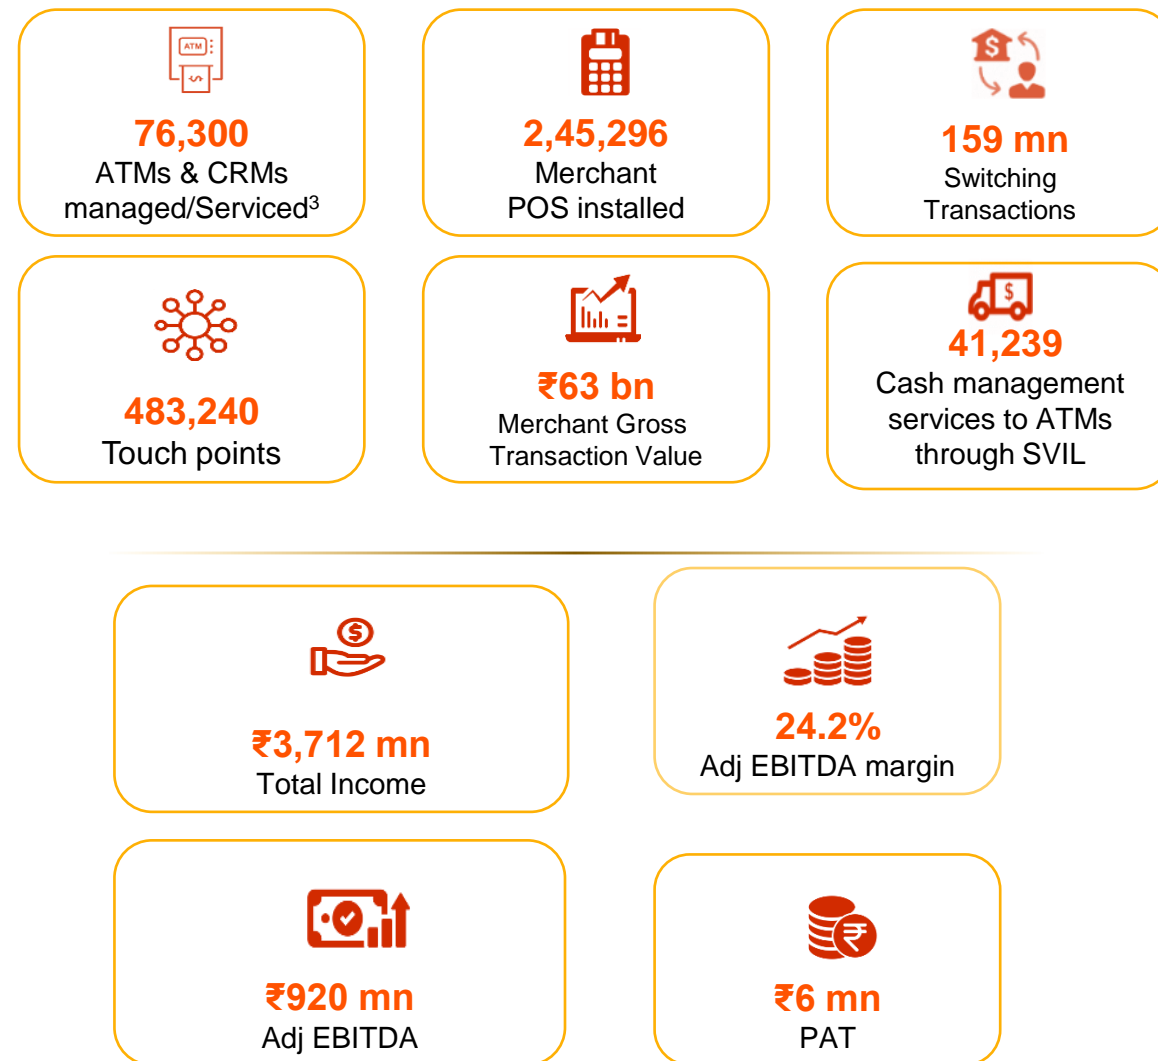 ATM
76,300
ATMs & CRMs
managed/Serviced³
2,45,296
Merchant
POS installed
$
159 mn
Switching
Transactions
483,240
Touch points
₹63 bn
Merchant Gross
Transaction Value
$
41,239
Cash management
services to ATMs
through SVIL
$
₹3,712 mn
Total Income
24.2%
Adj EBITDA margin
₹920 mn
Adj EBITDA
₹
₹6 mn
PAT